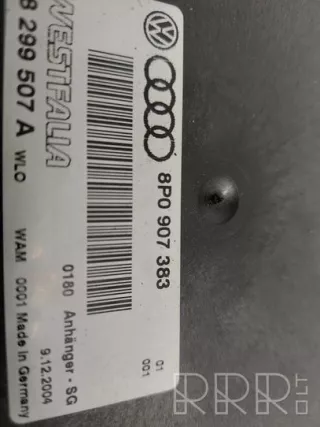 8P0 907 383
01
001
WESTFALIA
0180 Anhänger - SG
8 299 507 A WLO WAM 0001 Made in Germany
9.12.2004
RRR.LT